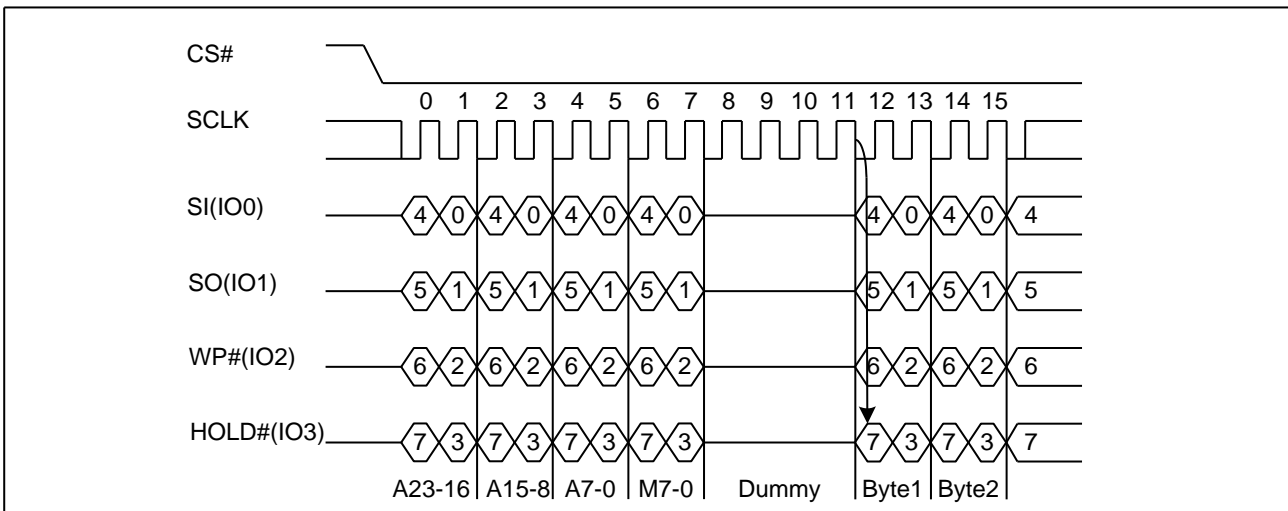 CS#
0 1 2 3 4 5 6 7 8 9 10 11 12 13 14 15
SCLK
SI(IO0) 4 0 4 0 4 0 4 0 4 0 4 0 4
SO(IO1) 5 1 5 1 5 1 5 1 5 1 5 1 5
WP#(IO2) 6 2 6 2 6 2 6 2 6 2 6 2 6
HOLD#(IO3) 7 3 7 3 7 3 7 3 7 3 7 3 7
A23-16 A15-8 A7-0 M7-0 Dummy Byte1 Byte2